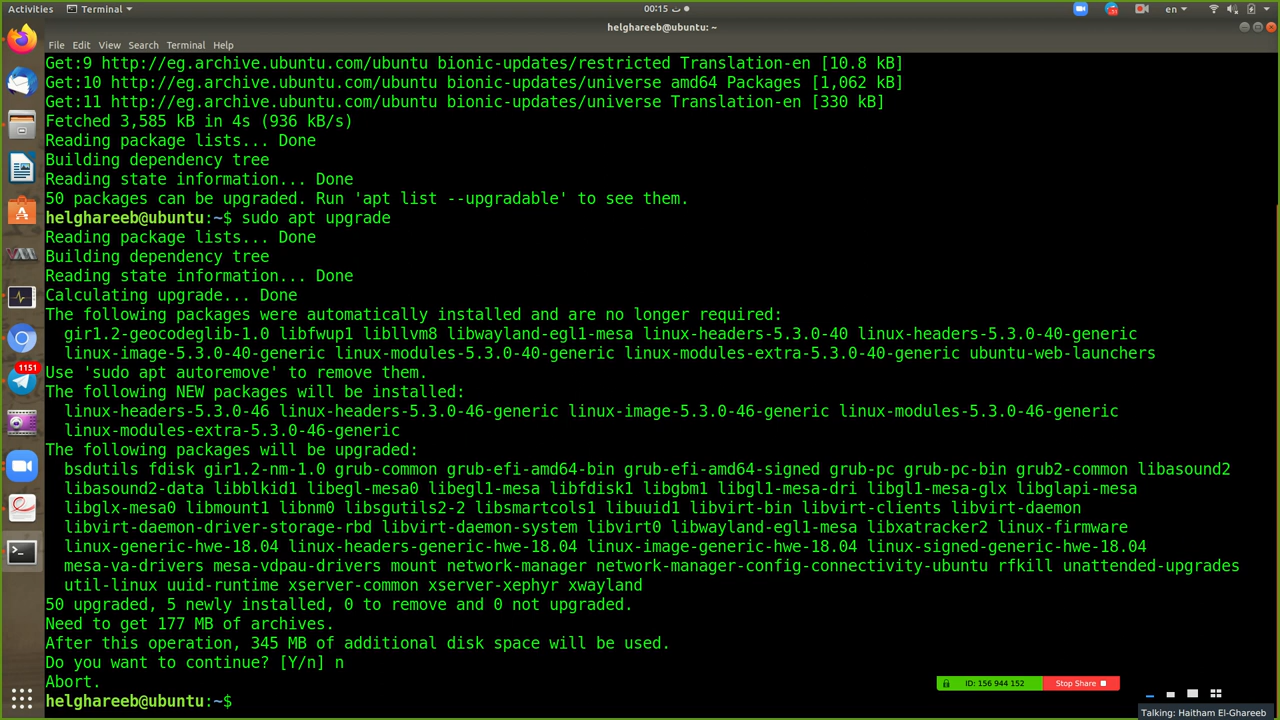 Activities
Terminal
00:15 ت
en
helghareeb@ubuntu: ~
File Edit View Search Terminal Help
Get:9 http://eg.archive.ubuntu.com/ubuntu bionic-updates/restricted Translation-en [10.8 kB]
Get:10 http://eg.archive.ubuntu.com/ubuntu bionic-updates/universe amd64 Packages [1,062 kB]
Get:11 http://eg.archive.ubuntu.com/ubuntu bionic-updates/universe Translation-en [330 kB]
Fetched 3,585 kB in 4s (936 kB/s)
Reading package lists... Done
Building dependency tree
Reading state information... Done
50 packages can be upgraded. Run 'apt list --upgradable' to see them.
helghareeb@ubuntu:~$ sudo apt upgrade
Reading package lists... Done
Building dependency tree
Reading state information... Done
Calculating upgrade... Done
The following packages were automatically installed and are no longer required:
gir1.2-geocodeglib-1.0 libfwup1 libllvm8 libwayland-egl1-mesa linux-headers-5.3.0-40 linux-headers-5.3.0-40-generic
linux-image-5.3.0-40-generic linux-modules-5.3.0-40-generic linux-modules-extra-5.3.0-40-generic ubuntu-web-launchers
Use 'sudo apt autoremove' to remove them.
The following NEW packages will be installed:
linux-headers-5.3.0-46 linux-headers-5.3.0-46-generic linux-image-5.3.0-46-generic linux-modules-5.3.0-46-generic
linux-modules-extra-5.3.0-46-generic
The following packages will be upgraded:
bsdutils fdisk gir1.2-nm-1.0 grub-common grub-efi-amd64-bin grub-efi-amd64-signed grub-pc grub-pc-bin grub2-common libasound2
libasound2-data libblkid1 libegl-mesa0 libegl1-mesa libfdisk1 libgbm1 libgl1-mesa-dri libgl1-mesa-glx libglapi-mesa
libglx-mesa0 libmount1 libnm0 libsgutils2-2 libsmartcols1 libuuid1 libvirt-bin libvirt-clients libvirt-daemon
libvirt-daemon-driver-storage-rbd libvirt-daemon-system libvirt0 libwayland-egl1-mesa libxatracker2 linux-firmware
linux-generic-hwe-18.04 linux-headers-generic-hwe-18.04 linux-image-generic-hwe-18.04 linux-signed-generic-hwe-18.04
mesa-va-drivers mesa-vdpau-drivers mount network-manager network-manager-config-connectivity-ubuntu rfkill unattended-upgrades
util-linux uuid-runtime xserver-common xserver-xephyr xwayland
50 upgraded, 5 newly installed, 0 to remove and 0 not upgraded.
Need to get 177 MB of archives.
After this operation, 345 MB of additional disk space will be used.
Do you want to continue? [Y/n] n
Abort.
helghareeb@ubuntu:~$
1151
ID: 156 944 152
Stop Share
Talking: Haitham El-Ghareeb